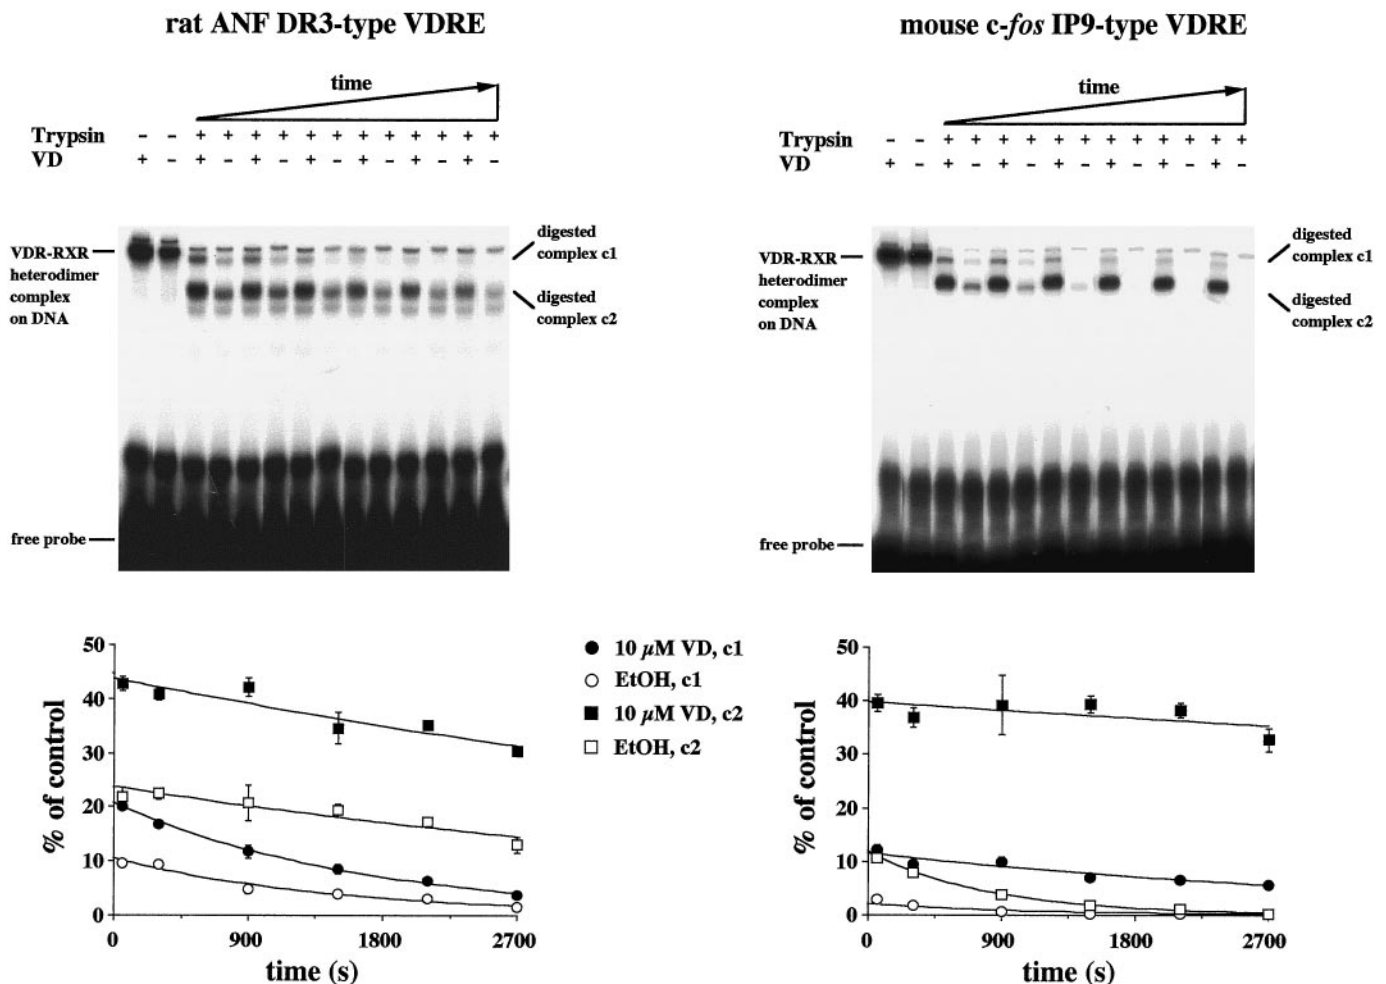 rat ANF DR3-type VDRE
time
Trypsin - - + + + + + + + + + + + +
VD + - + - + - + - + - + - + -
VDR-RXR
heterodimer
complex
on DNA
digested
complex c1
digested
complex c2
free probe
mouse c-fos IP9-type VDRE
time
Trypsin - - + + + + + + + + + + + +
VD + - + - + - + - + - + - + -
VDR-RXR
heterodimer
complex
on DNA
digested
complex c1
digested
complex c2
free probe
% of control
50
40
30
20
10
0
0 900 1800 2700
time (s)
10 µM VD, c1
EtOH, c1
10 µM VD, c2
EtOH, c2
% of control
50
40
30
20
10
0
0 900 1800 2700
time (s)